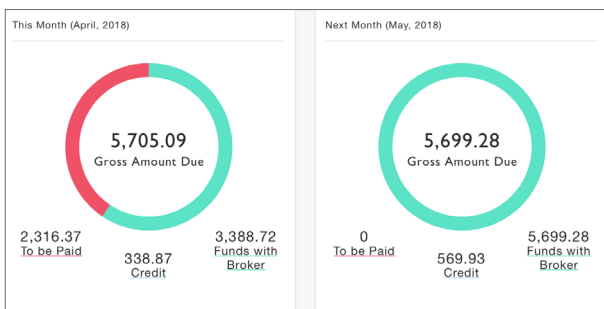 This Month (April, 2018)
5,705.09
Gross Amount Due
2,316.37
To be Paid
338.87
Credit
3,388.72
Funds with
Broker
Next Month (May, 2018)
5,699.28
Gross Amount Due
0
To be Paid
569.93
Credit
5,699.28
Funds with
Broker